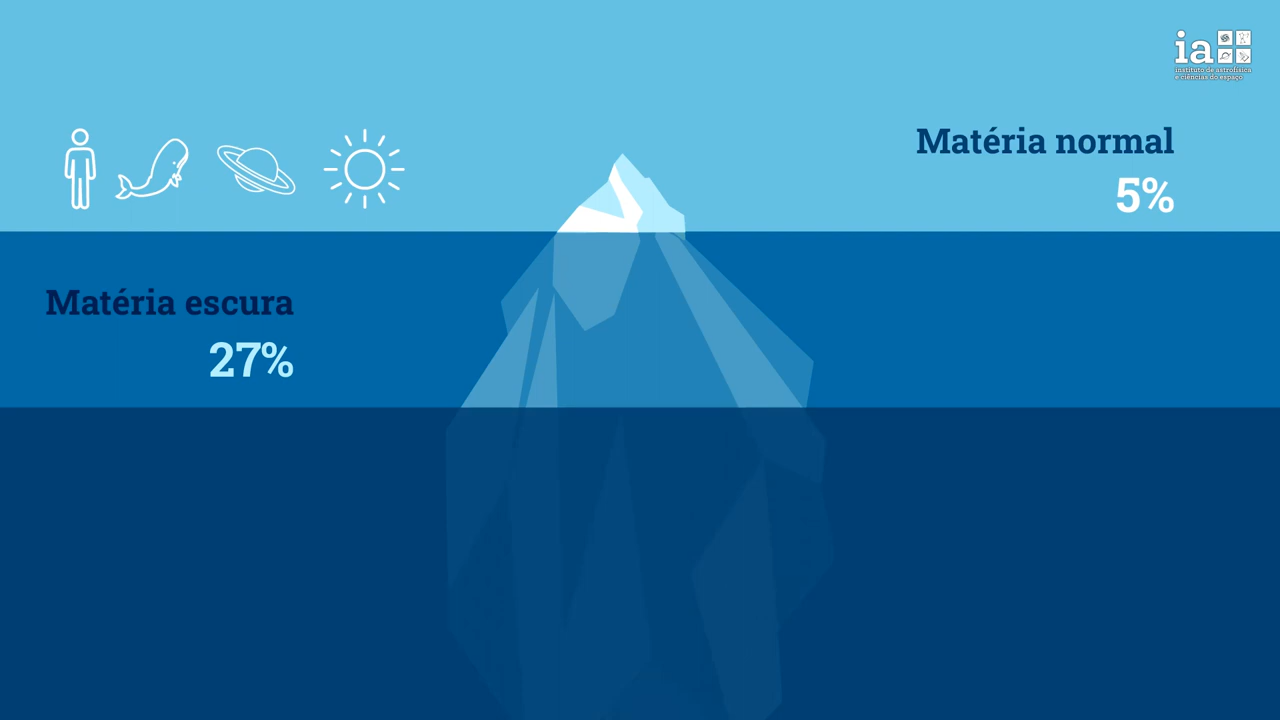 ia
instituto de astrofísica
e ciências do espaço
Matéria normal
5%
Matéria escura
27%